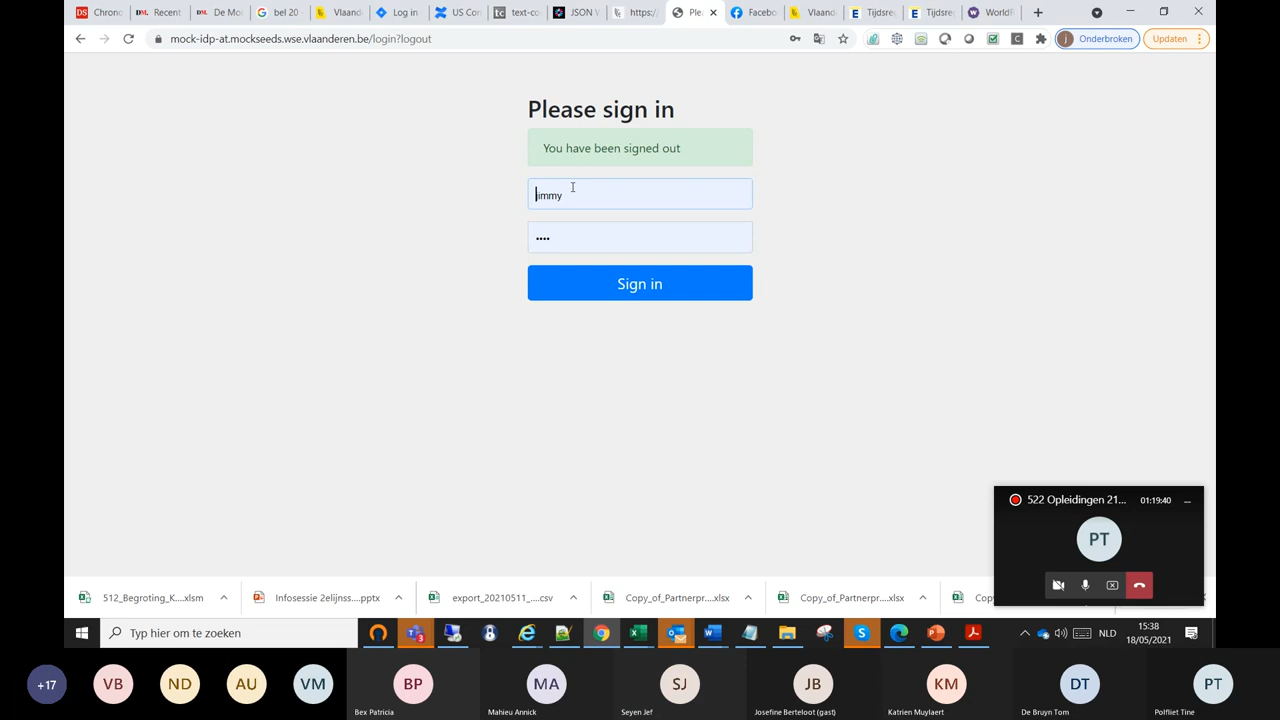 Chrono
Recent
De Mo
bel 20 -
Vlaand
Log in
US Con
text-co
JSON V
https:/
Plea
Facebo
Vlaand
Tijdsreg
Tijdsreg
WorldF
mock-idp-at.mockseeds.wse.vlaanderen.be/login?logout
Onderbroken
Updaten
Please sign in
You have been signed out
jimmy
••••
Sign in
522 Opleidingen 21...
01:19:40
PT
512_Begroting_K....xlsm
Infosessie 2elijnss....pptx
export_20210511_....csv
Copy_of_Partnerpr....xlsx
Copy_of_Partnerpr....xlsx
Typ hier om te zoeken
NLD
15:38
18/05/2021
+17
VB
ND
AU
VM
BP
Bex Patricia
MA
Mahieu Annick
SJ
Seyen Jef
JB
Josefine Berteloot (gast)
KM
Katrien Muylaert
DT
De Bruyn Tom
PT
Polfliet Tine